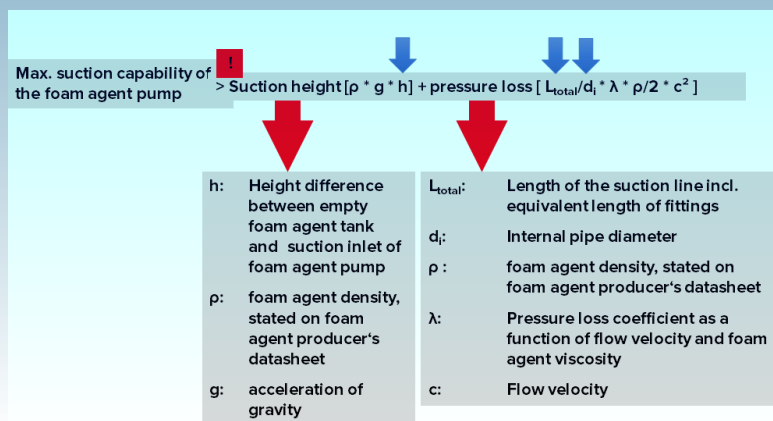 !
Max. suction capability of
the foam agent pump
> Suction height [ρ * g * h] + pressure loss [ Ltotal/di * λ * ρ/2 * c² ]
h: Height difference
between empty
foam agent tank
and suction inlet of
foam agent pump
ρ: foam agent density,
stated on foam
agent producer‘s
datasheet
g: acceleration of
gravity
Ltotal: Length of the suction line incl.
equivalent length of fittings
di: Internal pipe diameter
ρ : foam agent density, stated on
foam agent producer‘s datasheet
λ: Pressure loss coefficient as a
function of flow velocity and foam
agent viscosity
c: Flow velocity